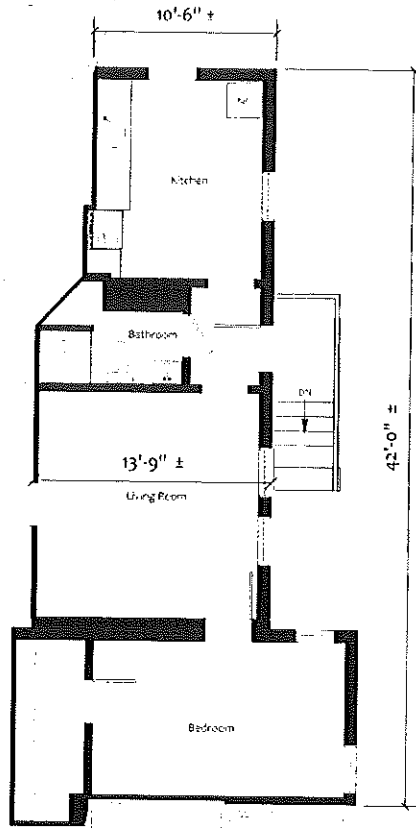 10'-6" ±
Kitchen
Bathroom
DN
42'-0" ±
13'-9" ±
Living Room
Bedroom